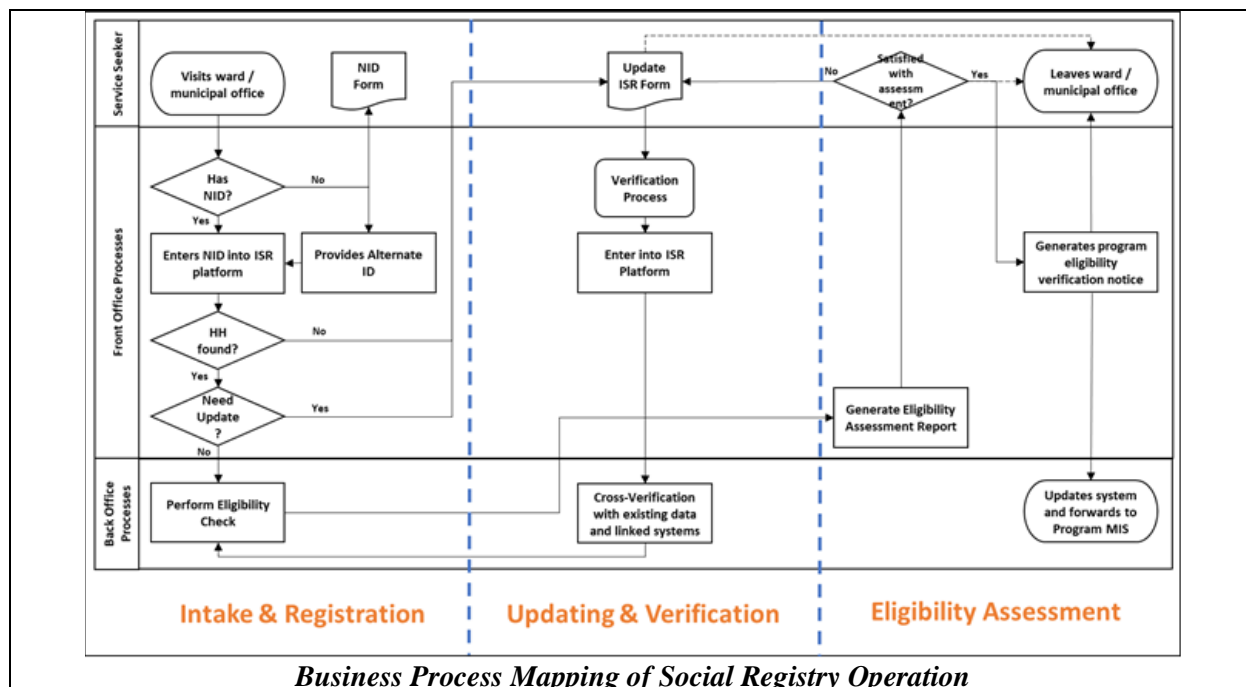 Service Seeker
Visits ward /
municipal office
NID
Form
Update
ISR Form
No
Satisfied
with
assessm
ent?
Yes
Leaves ward /
municipal office
Front Office Processes
Has
NID?
No
Yes
Enters NID into ISR
platform
Provides Alternate
ID
HH
found?
No
Yes
Need
Update
?
Yes
No
Verification
Process
Enter into ISR
Platform
Generates program
eligibility
verification notice
Generate Eligibility
Assessment Report
Back Office
Processes
Perform Eligibility
Check
Cross-Verification
with existing data
and linked systems
Updates system
and forwards to
Program MIS
Intake & Registration
Updating & Verification
Eligibility Assessment
Business Process Mapping of Social Registry Operation